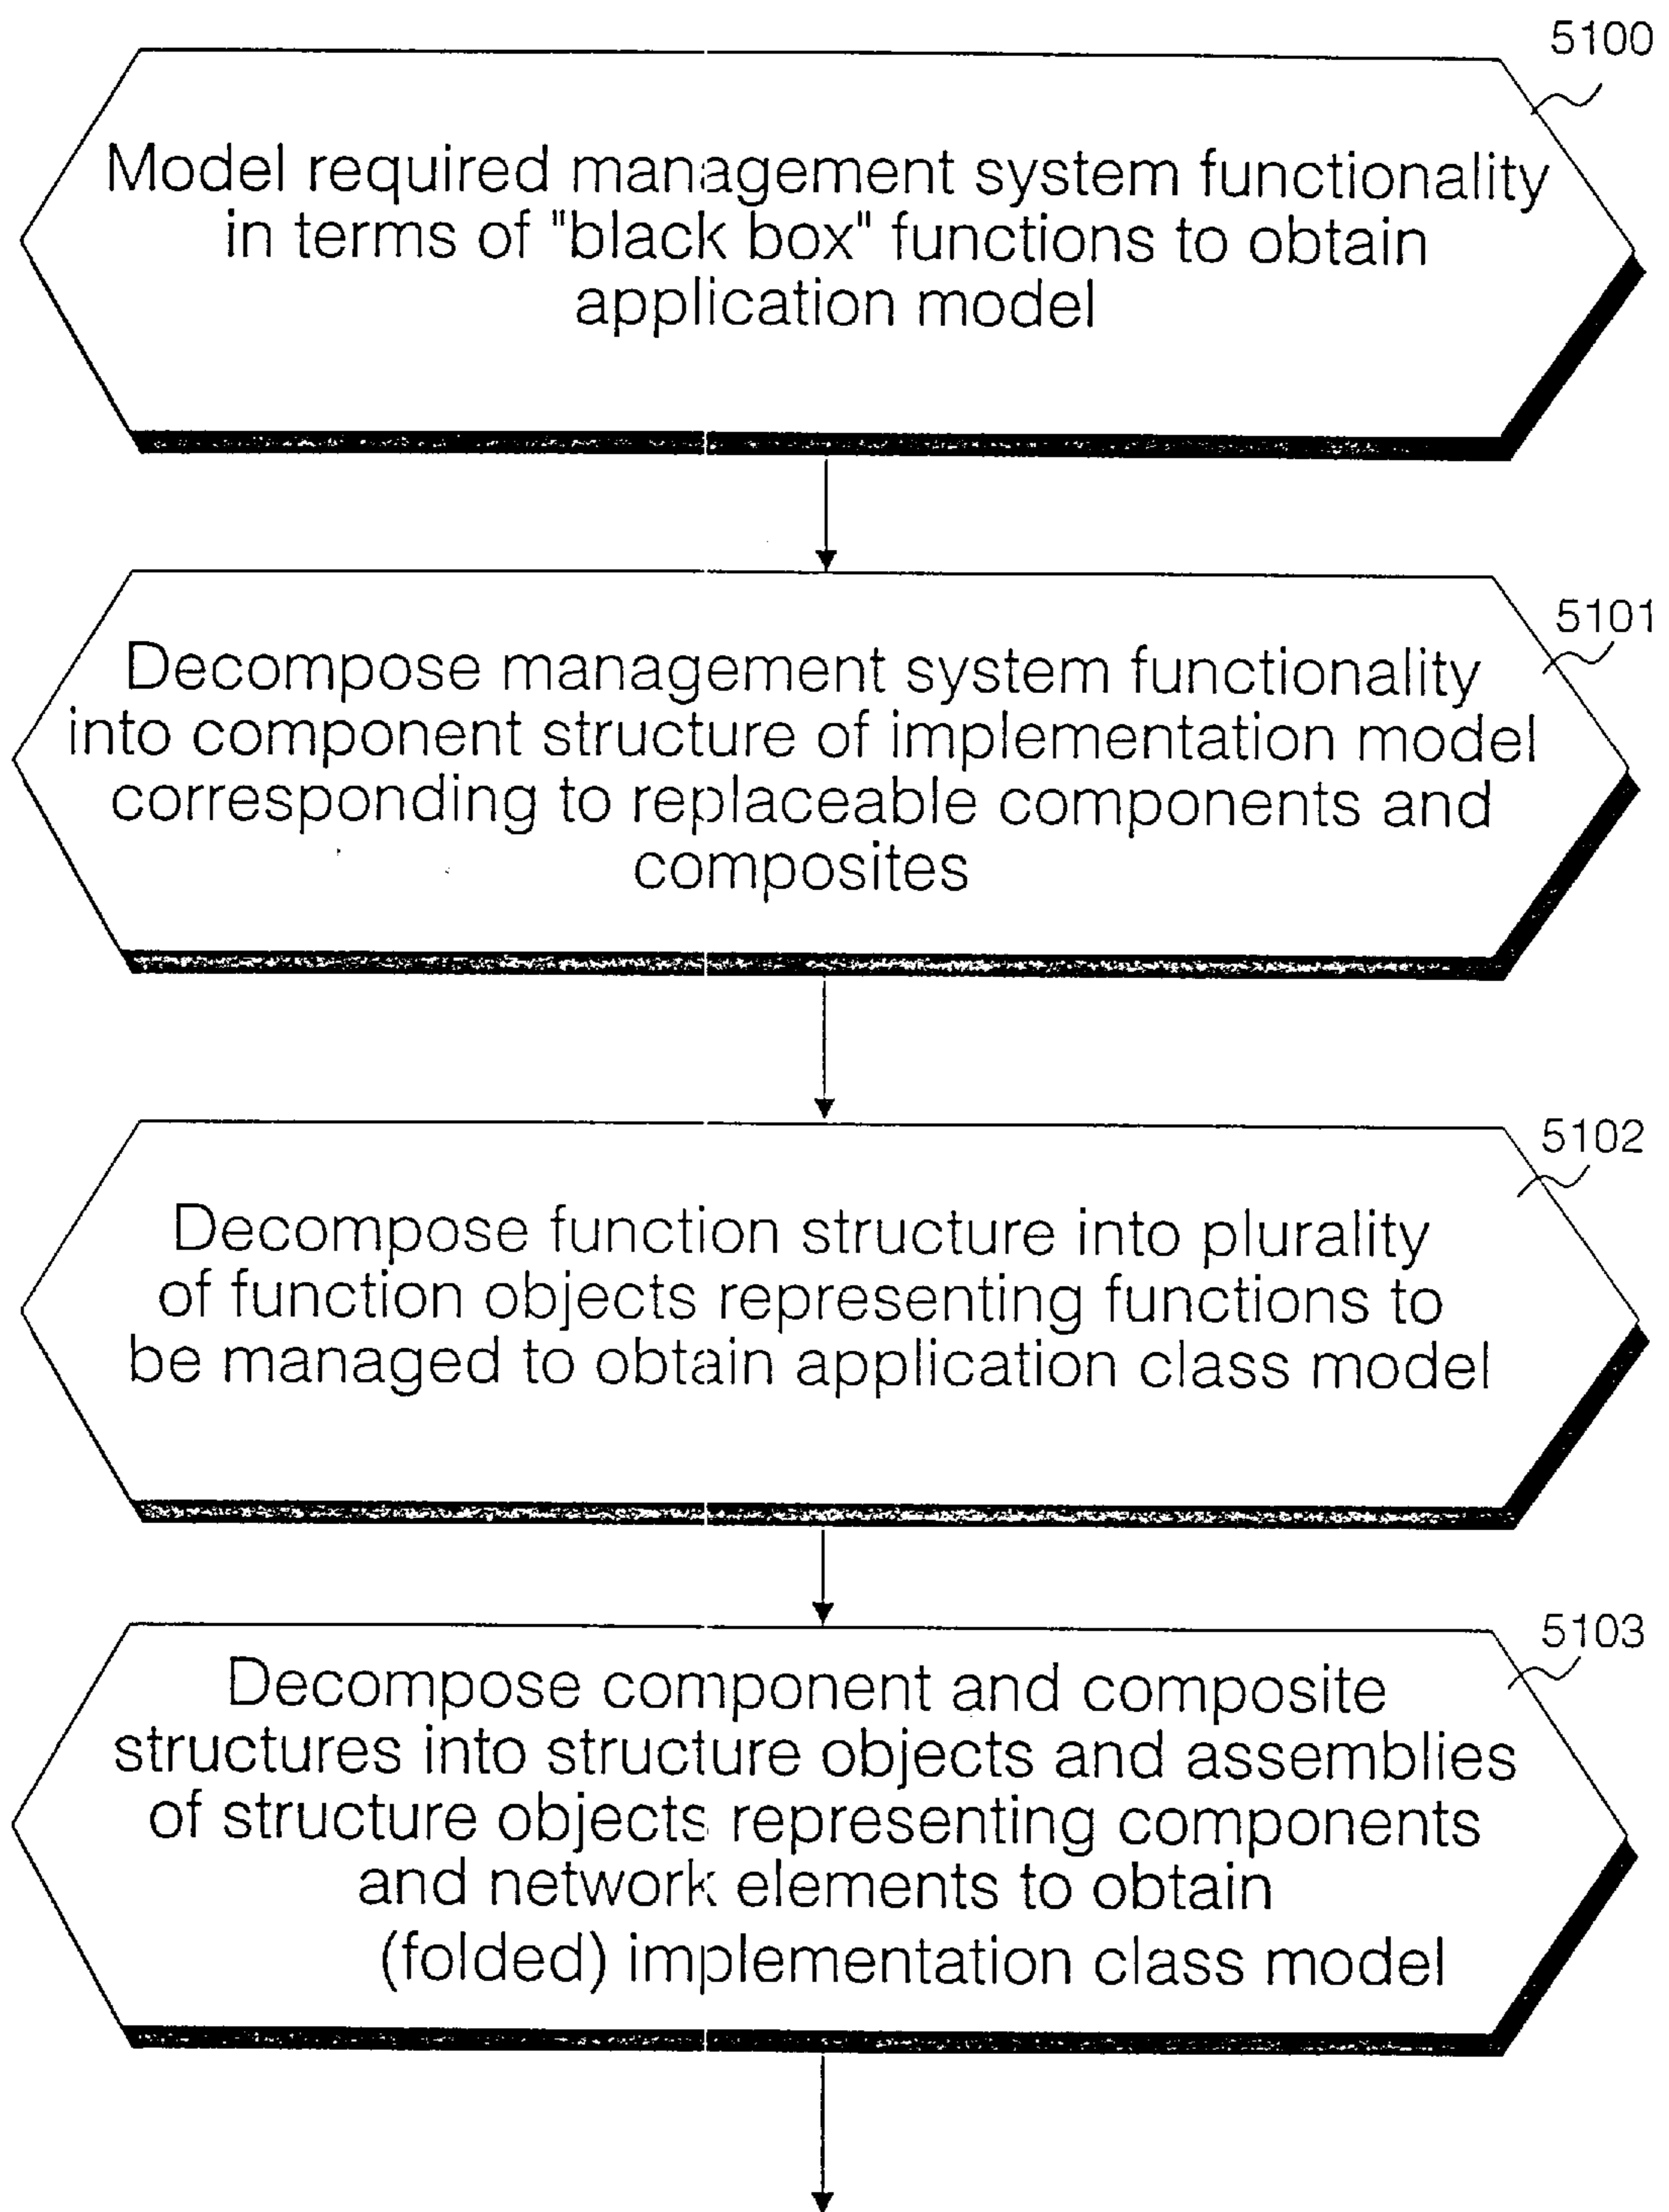 5100
Model required management system functionality
in terms of "black box" functions to obtain
application model
5101
Decompose management system functionality
into component structure of implementation model
corresponding to replaceable components and
composites
5102
Decompose function structure into plurality
of function objects representing functions to
be managed to obtain application class model
5103
Decompose component and composite
structures into structure objects and assemblies
of structure objects representing components
and network elements to obtain
(folded) implementation class model